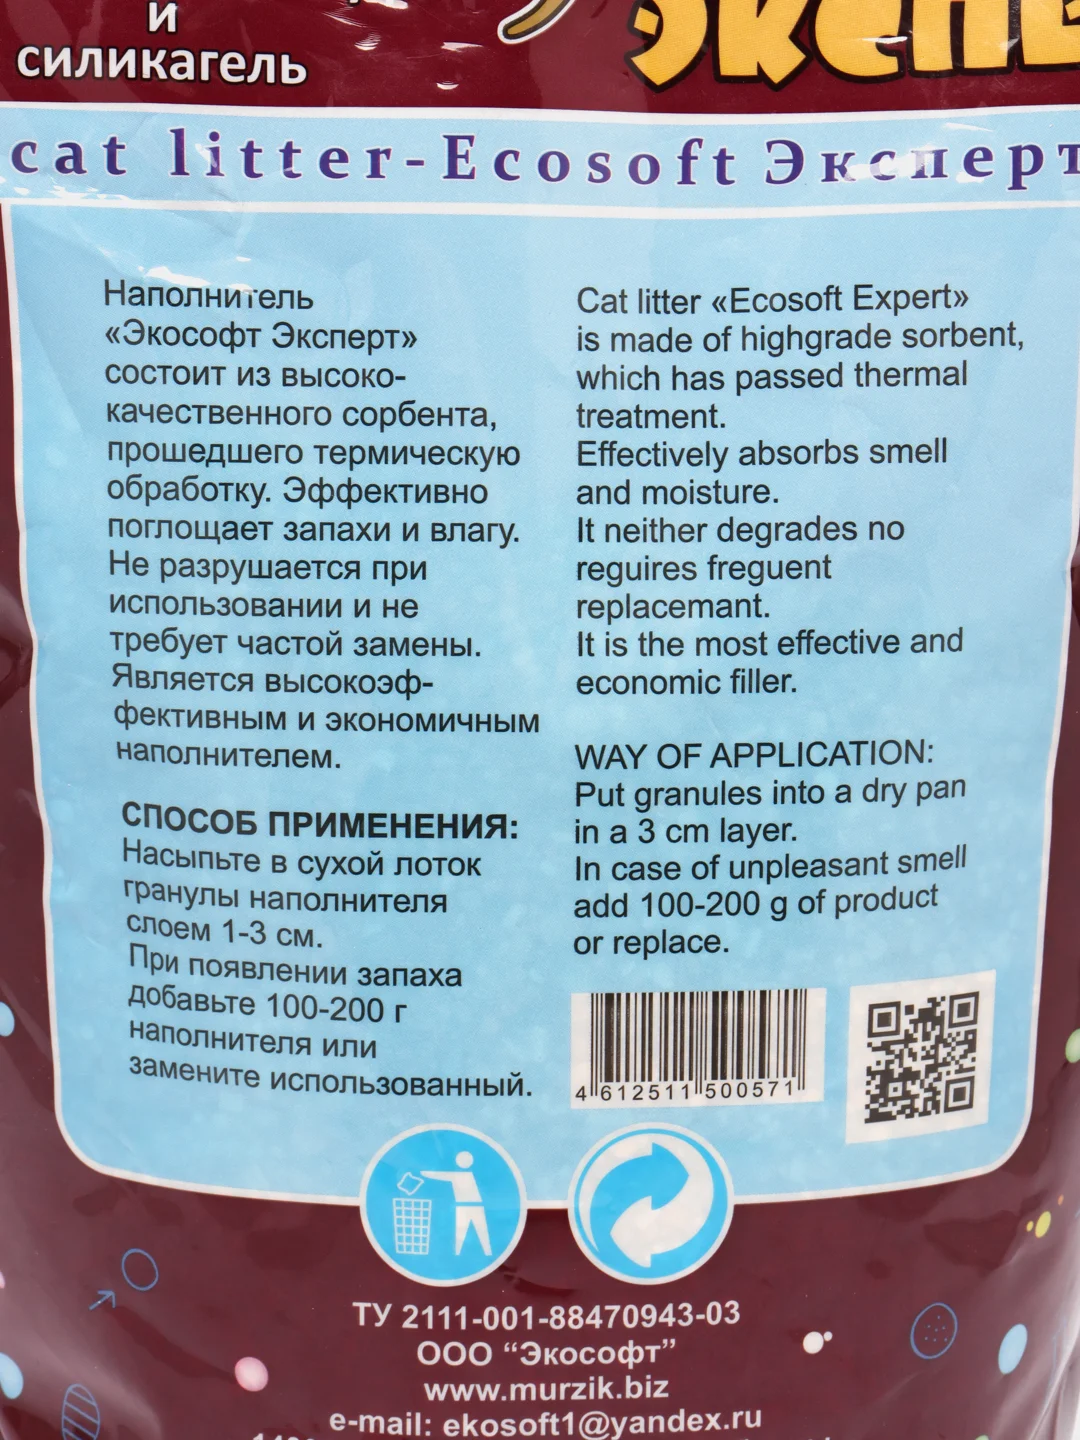 и
силикагель
cat litter-Ecosoft Эксперт
Наполнитель
«Экософт Эксперт»
состоит из высоко-
качественного сорбента,
прошедшего термическую
обработку. Эффективно
поглощает запахи и влагу.
Не разрушается при
использовании и не
требует частой замены.
Является высокоэф-
фективным и экономичным
наполнителем.
СПОСОБ ПРИМЕНЕНИЯ:
Насыпьте в сухой лоток
гранулы наполнителя
слоем 1-3 см.
При появлении запаха
добавьте 100-200 г
наполнителя или
замените использованный.
Cat litter «Ecosoft Expert»
is made of highgrade sorbent,
which has passed thermal
treatment.
Effectively absorbs smell
and moisture.
It neither degrades no
reguires freguent
replacemant.
It is the most effective and
economic filler.
WAY OF APPLICATION:
Put granules into a dry pan
in a 3 cm layer.
In case of unpleasant smell
add 100-200 g of product
or replace.
4 612511 500571
ТУ 2111-001-88470943-03
ООО “Экософт”
www.murzik.biz
e-mail: ekosoft1@yandex.ru